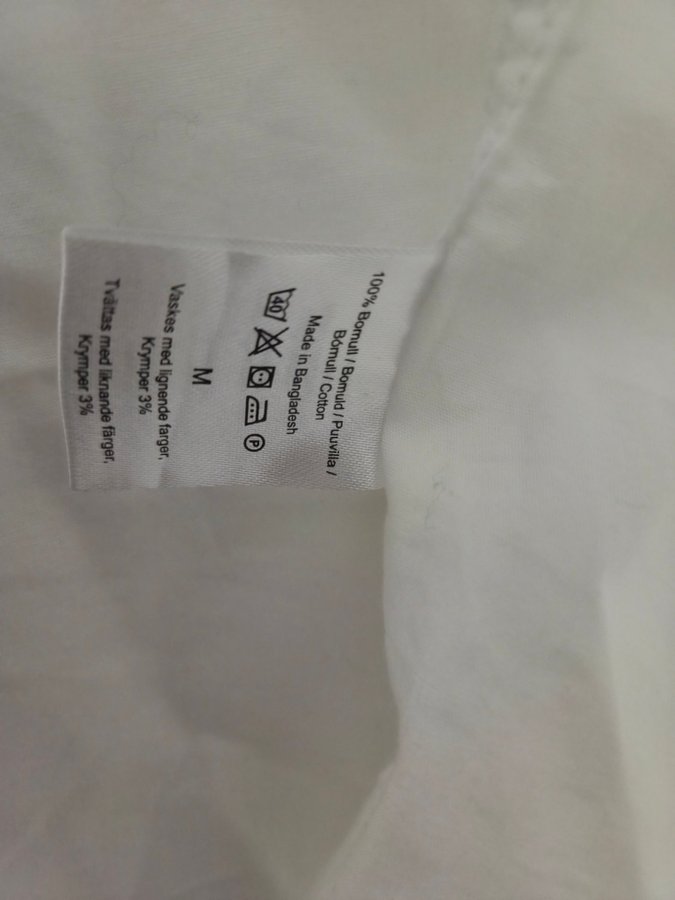 100% Bomull / Bomuld / Puuvilla /
Bómull / Cotton
Made in Bangladesh
40 P
M
Vaskes med lignende farger,
Krymper 3%
Tvättas med liknande färger,
Krymper 3%